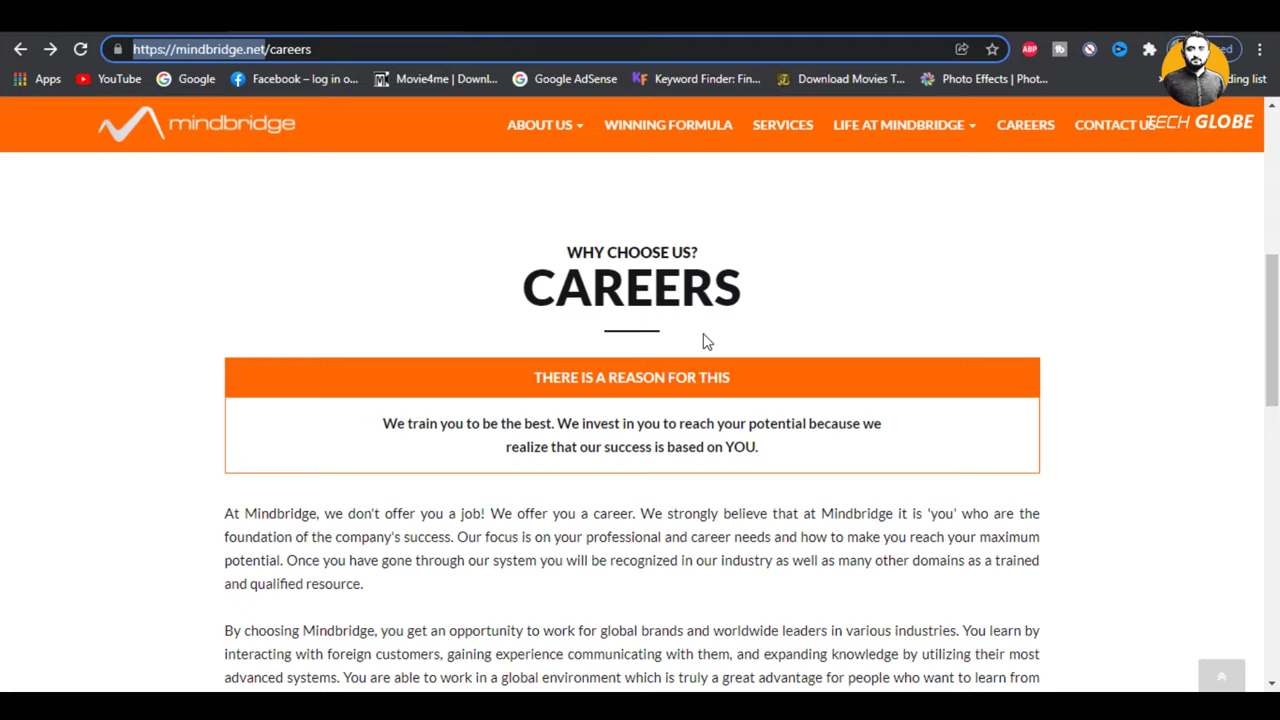 https://mindbridge.net/careers
ABP
Apps
YouTube
Google
Facebook – log in o...
Movie4me | Downl...
Google AdSense
Keyword Finder: Fin...
Download Movies T...
Photo Effects | Phot...
mindbridge
ABOUT US
WINNING FORMULA
SERVICES
LIFE AT MINDBRIDGE
CAREERS
CONTACT US
TECH GLOBE
WHY CHOOSE US?
CAREERS
THERE IS A REASON FOR THIS
We train you to be the best. We invest in you to reach your potential because we
realize that our success is based on YOU.
At Mindbridge, we don't offer you a job! We offer you a career. We strongly believe that at Mindbridge it is 'you' who are the
foundation of the company's success. Our focus is on your professional and career needs and how to make you reach your maximum
potential. Once you have gone through our system you will be recognized in our industry as well as many other domains as a trained
and qualified resource.
By choosing Mindbridge, you get an opportunity to work for global brands and worldwide leaders in various industries. You learn by
interacting with foreign customers, gaining experience communicating with them, and expanding knowledge by utilizing their most
advanced systems. You are able to work in a global environment which is truly a great advantage for people who want to learn from